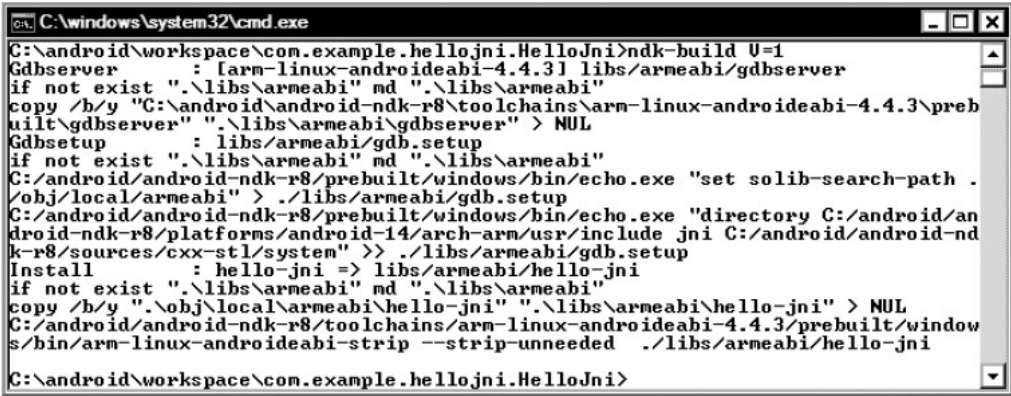 C:\windows\system32\cmd.exe
C:\android\workspace\com.example.hellojni.HelloJni>ndk-build V=1
Gdbserver      : [arm-linux-androideabi-4.4.3] libs/armeabi/gdbserver
if not exist ".\libs\armeabi" md ".\libs\armeabi"
copy /b/y "C:\android\android-ndk-r8\toolchains\arm-linux-androideabi-4.4.3\preb
uilt\gdbserver" ".\libs\armeabi\gdbserver" > NUL
Gdbsetup       : libs/armeabi/gdb.setup
if not exist ".\libs\armeabi" md ".\libs\armeabi"
C:/android/android-ndk-r8/prebuilt/windows/bin/echo.exe "set solib-search-path .
/obj/local/armeabi" > ./libs/armeabi/gdb.setup
C:/android/android-ndk-r8/prebuilt/windows/bin/echo.exe "directory C:/android/an
droid-ndk-r8/platforms/android-14/arch-arm/usr/include jni C:/android/android-nd
k-r8/sources/cxx-stl/system" >> ./libs/armeabi/gdb.setup
Install        : hello-jni => libs/armeabi/hello-jni
if not exist ".\libs\armeabi" md ".\libs\armeabi"
copy /b/y ".\obj\local\armeabi\hello-jni" ".\libs\armeabi\hello-jni" > NUL
C:/android/android-ndk-r8/toolchains/arm-linux-androideabi-4.4.3/prebuilt/window
s/bin/arm-linux-androideabi-strip --strip-unneeded  ./libs/armeabi/hello-jni
C:\android\workspace\com.example.hellojni.HelloJni>